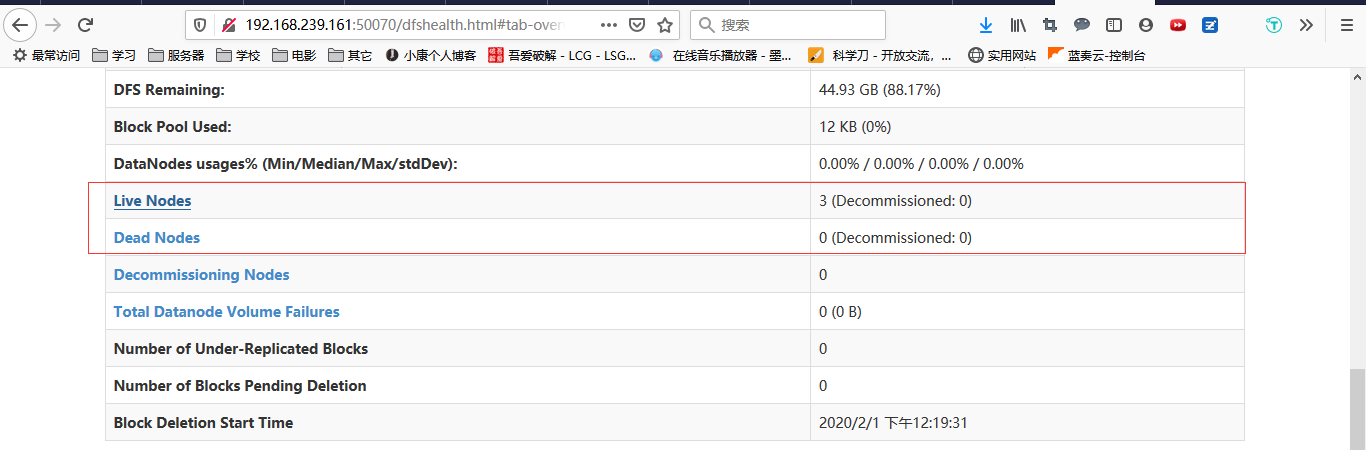 192.168.239.161:50070/dfshealth.html#tab-over
搜索
最常访问 学习 服务器 学校 电影 其它 小康个人博客 吾爱破解 - LCG - LSG... 在线音乐播放器 - 墨... 科学刀 - 开放交流，... 实用网站 蓝奏云-控制台
DFS Remaining: 44.93 GB (88.17%)
Block Pool Used: 12 KB (0%)
DataNodes usages% (Min/Median/Max/stdDev): 0.00% / 0.00% / 0.00% / 0.00%
Live Nodes 3 (Decommissioned: 0)
Dead Nodes 0 (Decommissioned: 0)
Decommissioning Nodes 0
Total Datanode Volume Failures 0 (0 B)
Number of Under-Replicated Blocks 0
Number of Blocks Pending Deletion 0
Block Deletion Start Time 2020/2/1 下午12:19:31